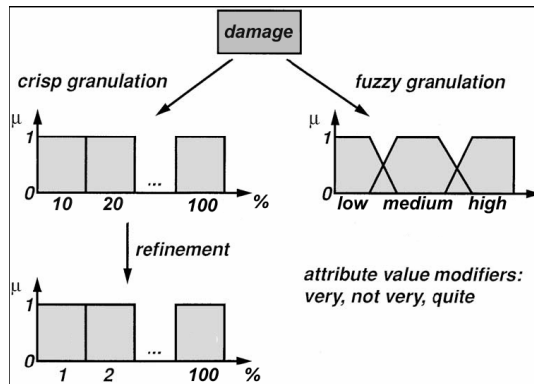 damage
crisp granulation
fuzzy granulation
μ
1
0
10 20 ... 100 %
μ
1
0
low medium high
refinement
μ
1
0
1 2 ... 100 %
attribute value modifiers:
very, not very, quite